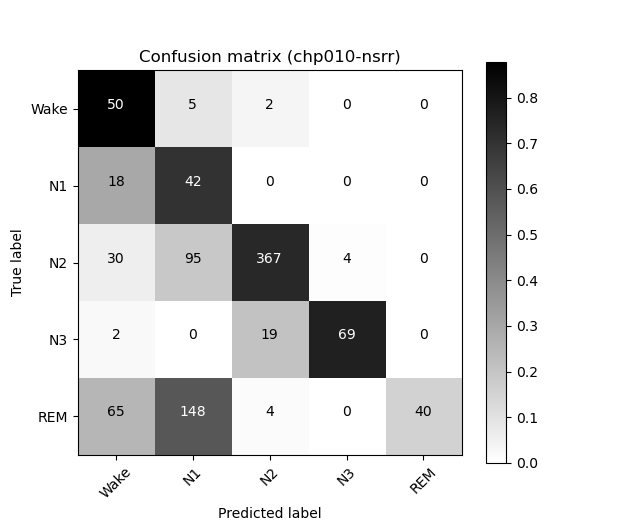 Confusion matrix (chp010-nsrr)
True label
Wake 50 5 2 0 0
N1 18 42 0 0 0
N2 30 95 367 4 0
N3 2 0 19 69 0
REM 65 148 4 0 40
Wake N1 N2 N3 REM
Predicted label
0.8
0.7
0.6
0.5
0.4
0.3
0.2
0.1
0.0